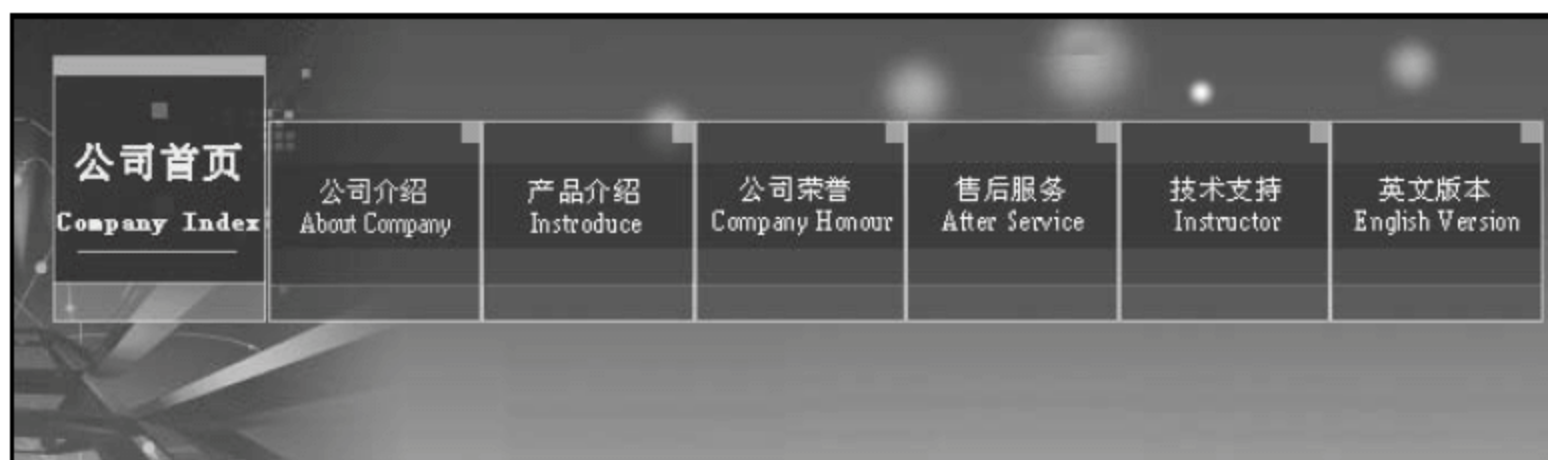 公司首页
Company Index
公司介绍
About Company
产品介绍
Instroduce
公司荣誉
Company Honour
售后服务
After Service
技术支持
Instructor
英文版本
English Version